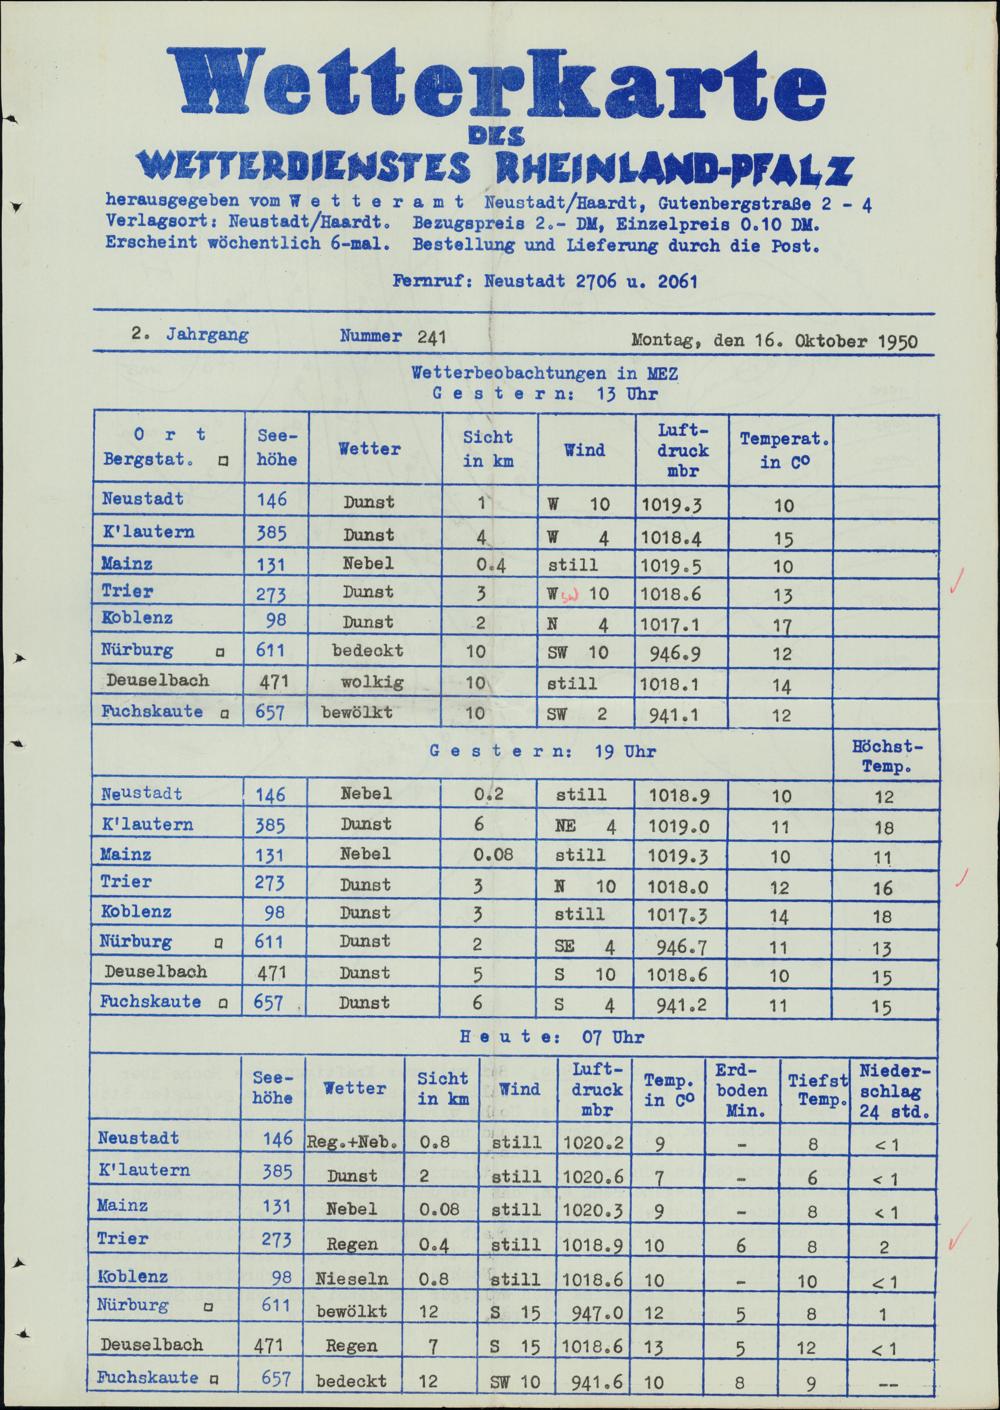 Wetterkarte
DES
WETTERDIENSTES RHEINLAND-PFALZ
herausgegeben vom W e t t e r a m t Neustadt/Haardt, Gutenbergstraße 2 - 4
Verlagsort: Neustadt/Haardt. Bezugspreis 2.- DM, Einzelpreis 0.10 DM.
Erscheint wöchentlich 6-mal. Bestellung und Lieferung durch die Post.
Fernruf: Neustadt 2706 u. 2061
2. Jahrgang Nummer 241 Montag, den 16. Oktober 1950
Wetterbeobachtungen in MEZ
G e s t e r n: 13 Uhr
O r t See- Wetter Sicht Wind Luft- Temperat.
Bergstat. □ höhe in km druck in C°
mbr
Neustadt 146 Dunst 1 W 10 1019.3 10
K'lautern 385 Dunst 4 W 4 1018.4 15
Mainz 131 Nebel 0.4 still 1019.5 10
Trier 273 Dunst 3 W sw 10 1018.6 13
Koblenz 98 Dunst 2 N 4 1017.1 17
Nürburg □ 611 bedeckt 10 SW 10 946.9 12
Deuselbach 471 wolkig 10 still 1018.1 14
Fuchskaute □ 657 bewölkt 10 SW 2 941.1 12
G e s t e r n: 19 Uhr Höchst-
Temp.
Neustadt 146 Nebel 0.2 still 1018.9 10 12
K'lautern 385 Dunst 6 NE 4 1019.0 11 18
Mainz 131 Nebel 0.08 still 1019.3 10 11
Trier 273 Dunst 3 N 10 1018.0 12 16
Koblenz 98 Dunst 3 still 1017.3 14 18
Nürburg □ 611 Dunst 2 SE 4 946.7 11 13
Deuselbach 471 Dunst 5 S 10 1018.6 10 15
Fuchskaute □ 657 Dunst 6 S 4 941.2 11 15
H e u t e: 07 Uhr
See- Wetter Sicht Wind Luft- Temp. Erd- Tiefst Nieder-
höhe in km druck in C° boden Temp. schlag
mbr Min. 24 std.
Neustadt 146 Reg.+Neb. 0.8 still 1020.2 9 - 8 <1
K'lautern 385 Dunst 2 still 1020.6 7 - 6 <1
Mainz 131 Nebel 0.08 still 1020.3 9 - 8 <1
Trier 273 Regen 0.4 still 1018.9 10 6 8 2
Koblenz 98 Nieseln 0.8 still 1018.6 10 - 10 <1
Nürburg □ 611 bewölkt 12 S 15 947.0 12 5 8 1
Deuselbach 471 Regen 7 S 15 1018.6 13 5 12 <1
Fuchskaute □ 657 bedeckt 12 SW 10 941.6 10 8 9 --